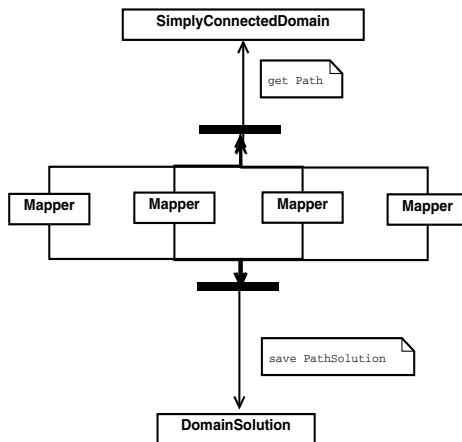 SimplyConnectedDomain
get Path
Mapper
Mapper
Mapper
Mapper
save PathSolution
DomainSolution